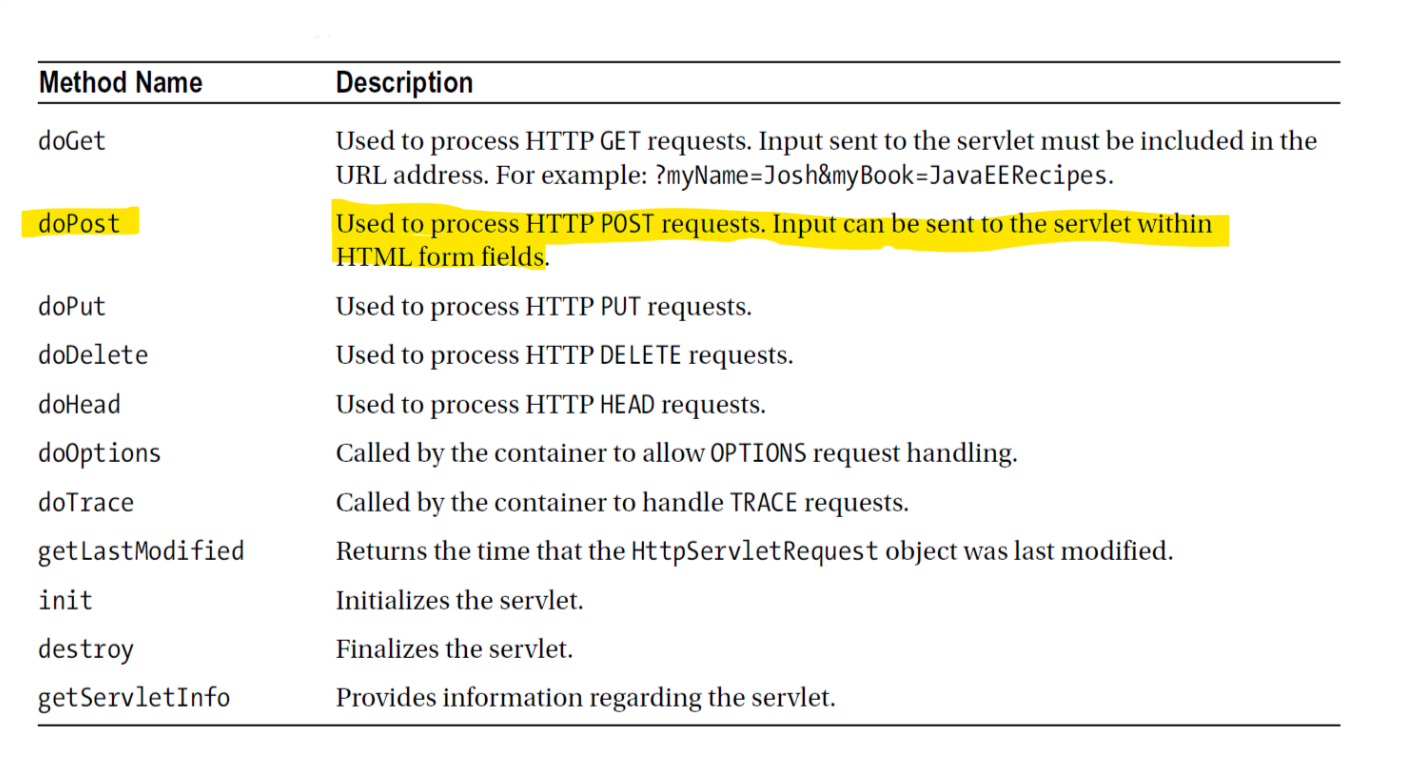 Method Name Description
doGet Used to process HTTP GET requests. Input sent to the servlet must be included in the
URL address. For example: ?myName=Josh&myBook=JavaEERecipes.
doPost Used to process HTTP POST requests. Input can be sent to the servlet within
HTML form fields.
doPut Used to process HTTP PUT requests.
doDelete Used to process HTTP DELETE requests.
doHead Used to process HTTP HEAD requests.
doOptions Called by the container to allow OPTIONS request handling.
doTrace Called by the container to handle TRACE requests.
getLastModified Returns the time that the HttpServletRequest object was last modified.
init Initializes the servlet.
destroy Finalizes the servlet.
getServletInfo Provides information regarding the servlet.